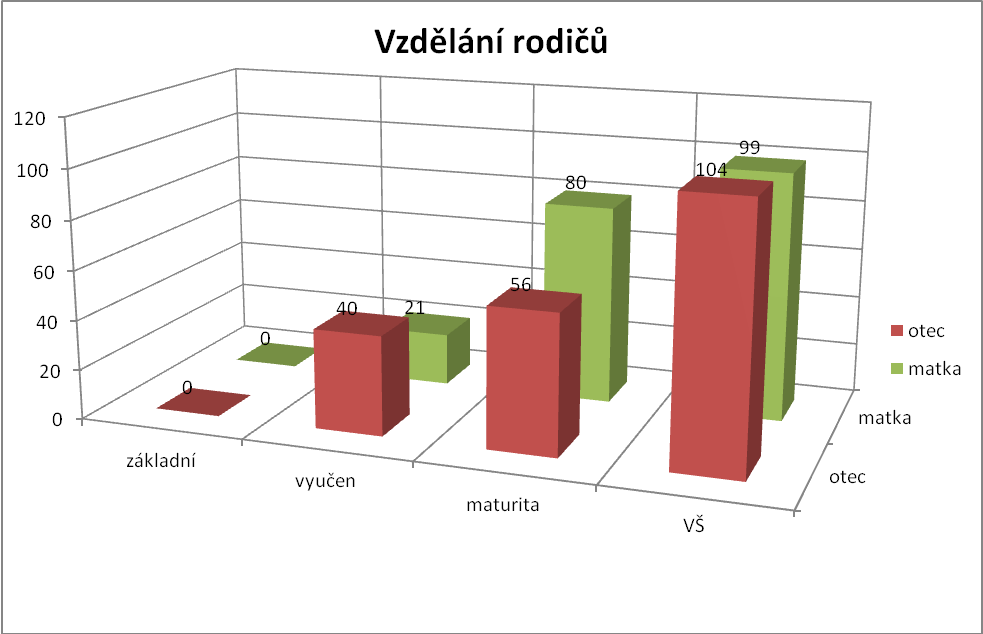 Vzdělání rodičů
120
100
80
60
40
20
0
0
40
56
104
0
21
80
99
základní
vyučen
maturita
VŠ
otec
matka
otec
matka